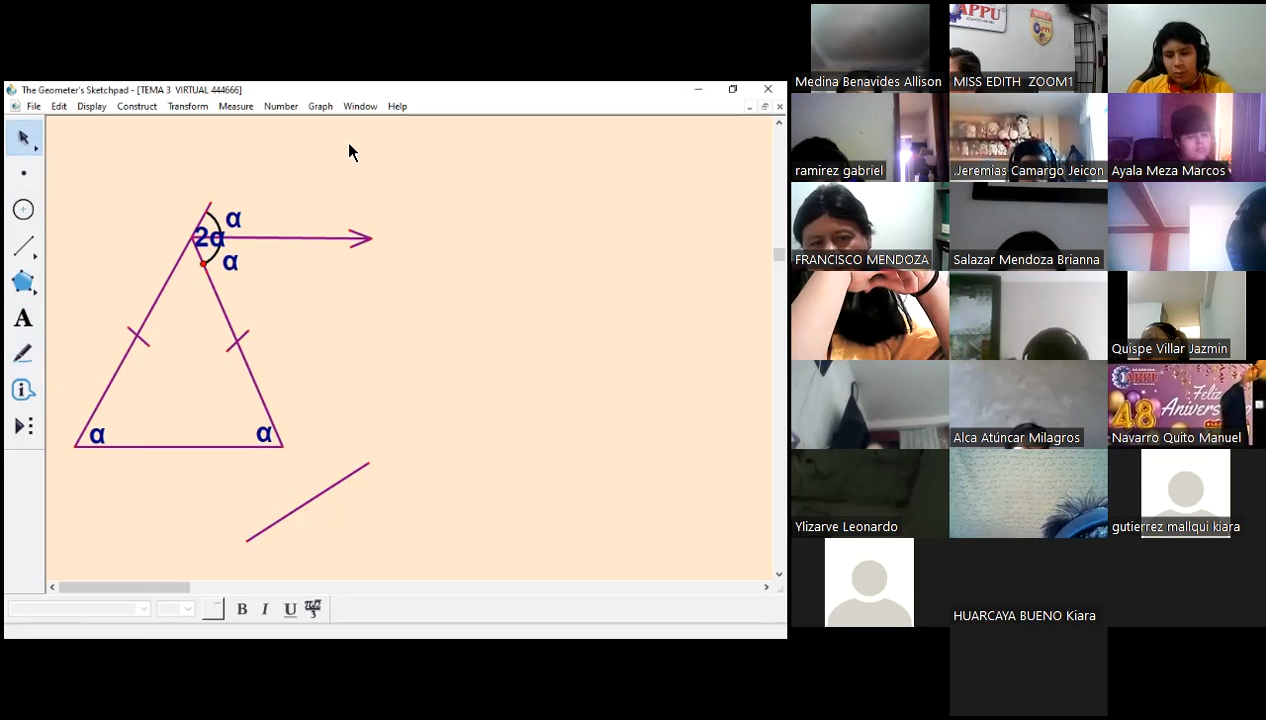 The Geometer's Sketchpad - [TEMA 3 VIRTUAL 444666]
File Edit Display Construct Transform Measure Number Graph Window Help
α
2α
α
α
α
A
B I U
Medina Benavides Allison
MISS EDITH ZOOM1
APPU
ramirez gabriel
Jeremias Camargo Jeicon
Ayala Meza Marcos
FRANCISCO MENDOZA
Salazar Mendoza Brianna
Quispe Villar Jazmin
Alca Atúncar Milagros
APPU
Feliz
48
Navarro Quito Manuel
Ylizarve Leonardo
gutierrez mallqui kiara
HUARCAYA BUENO Kiara